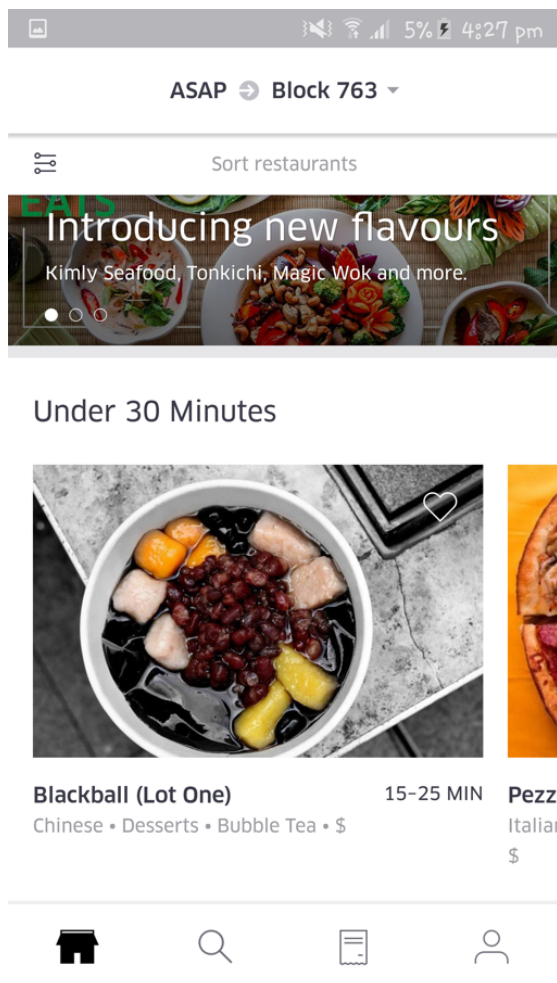 5% 4:27 pm
ASAP Block 763
Sort restaurants
EATS
Introducing new flavours
Kimly Seafood, Tonkichi, Magic Wok and more.
Under 30 Minutes
Blackball (Lot One) 15-25 MIN
Chinese • Desserts • Bubble Tea • $
Pezz
Italian
$